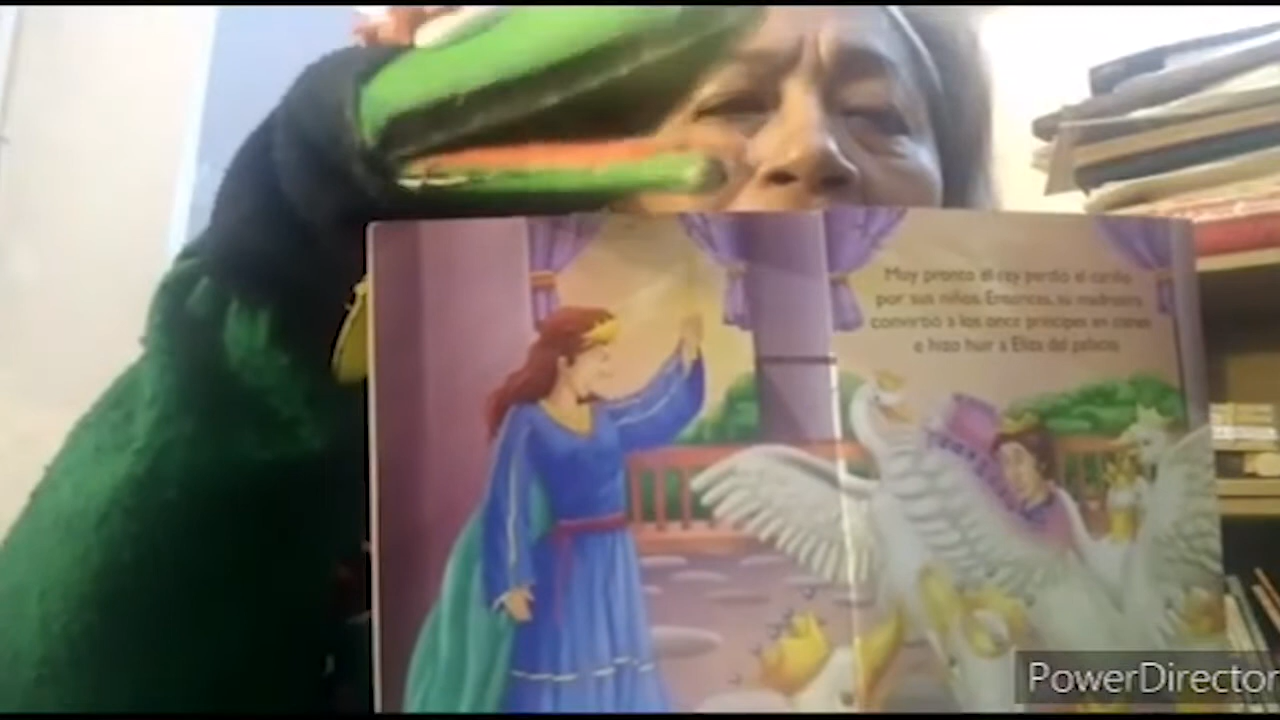 Muy pronto el rey perdió el cariño
por sus niños. Entonces, su madrastra
convirtió a los once príncipes en cisnes
e hizo huir a Elisa del palacio.
PowerDirector